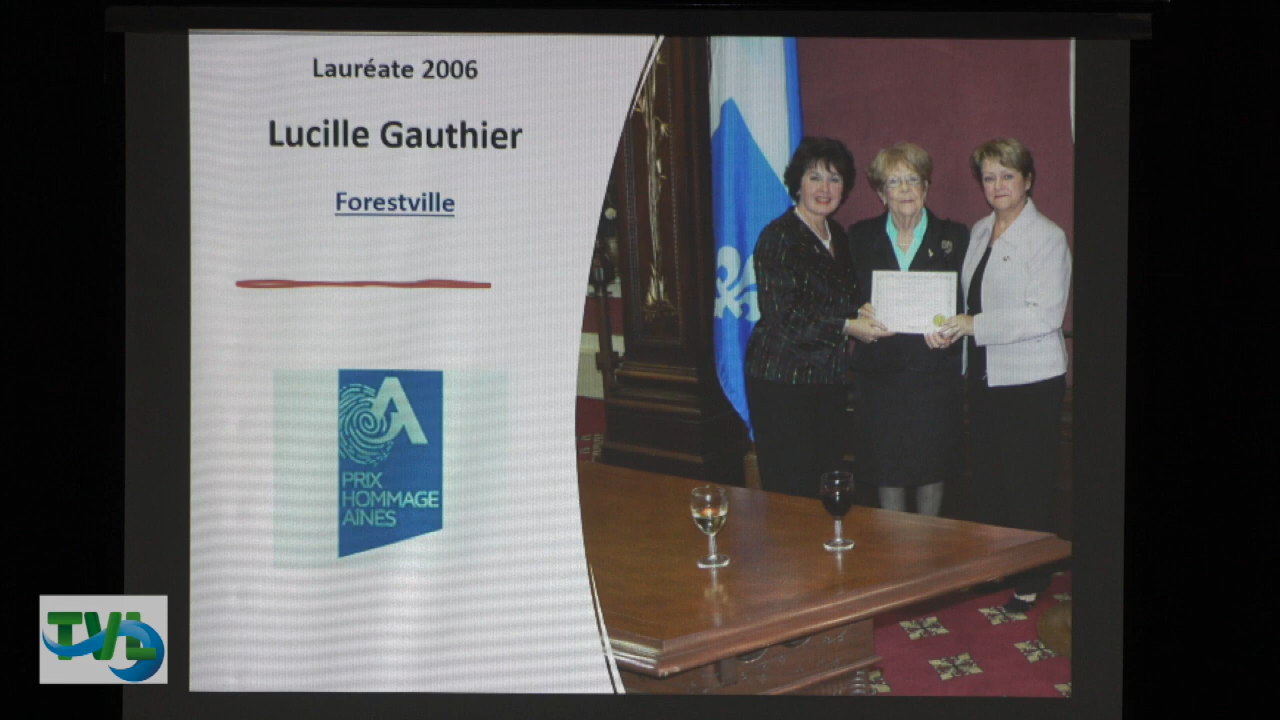 Lauréate 2006
Lucille Gauthier
Forestville
A
PRIX
HOMMAGE
AÎNÉS
TVL